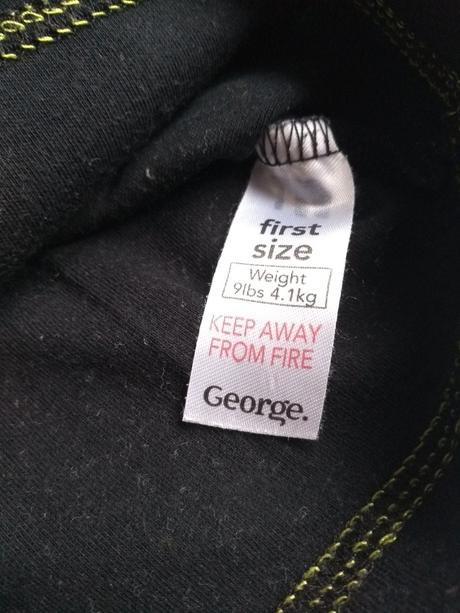 first
size
Weight
9lbs 4.1kg
KEEP AWAY
FROM FIRE
George.